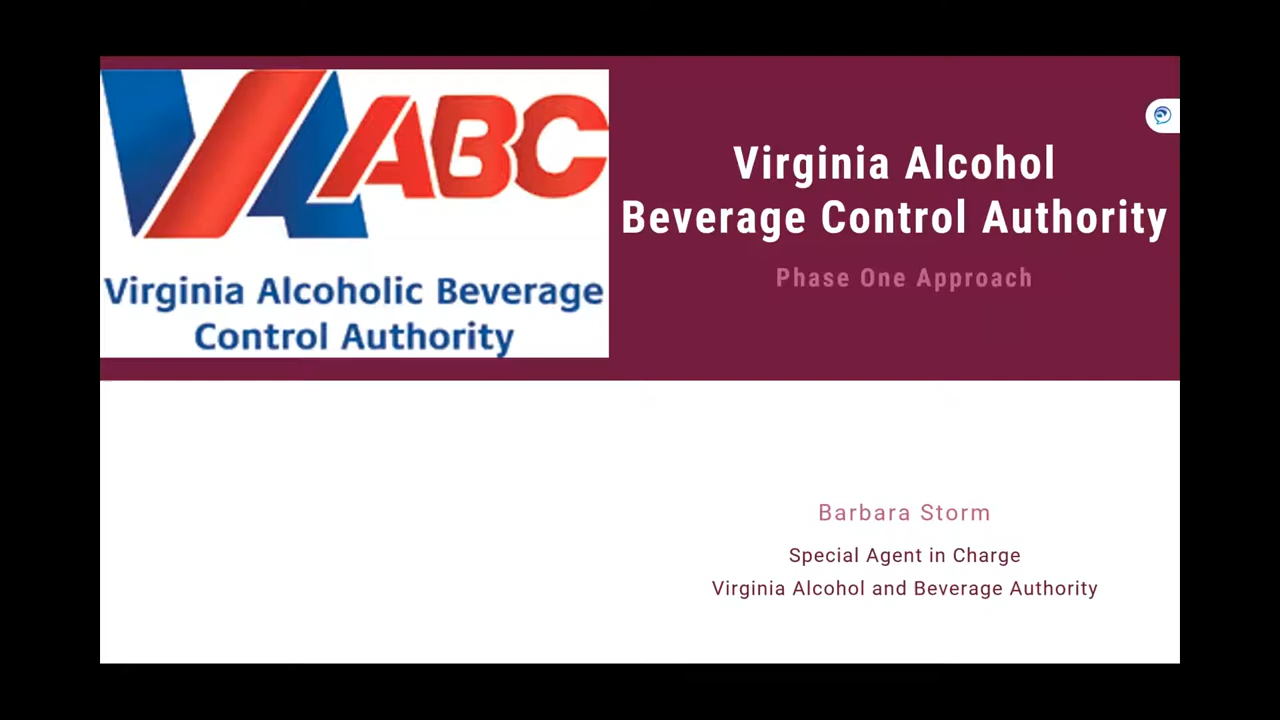 VA ABC
Virginia Alcoholic Beverage
Control Authority
Virginia Alcohol
Beverage Control Authority
Phase One Approach
Barbara Storm
Special Agent in Charge
Virginia Alcohol and Beverage Authority